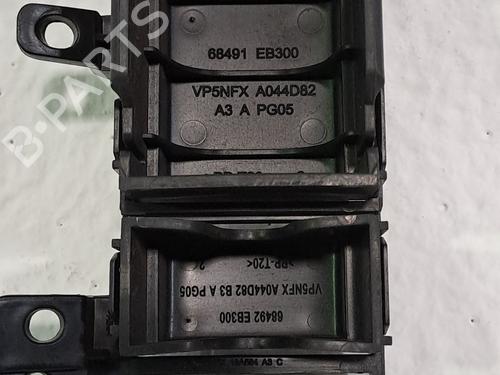 68491 EB300
VP5NFX A044D82
A3 A PG05
B-PARTS
>PP-T20<
VP5NFX A044D82 B3 A PG05
68492 EB300